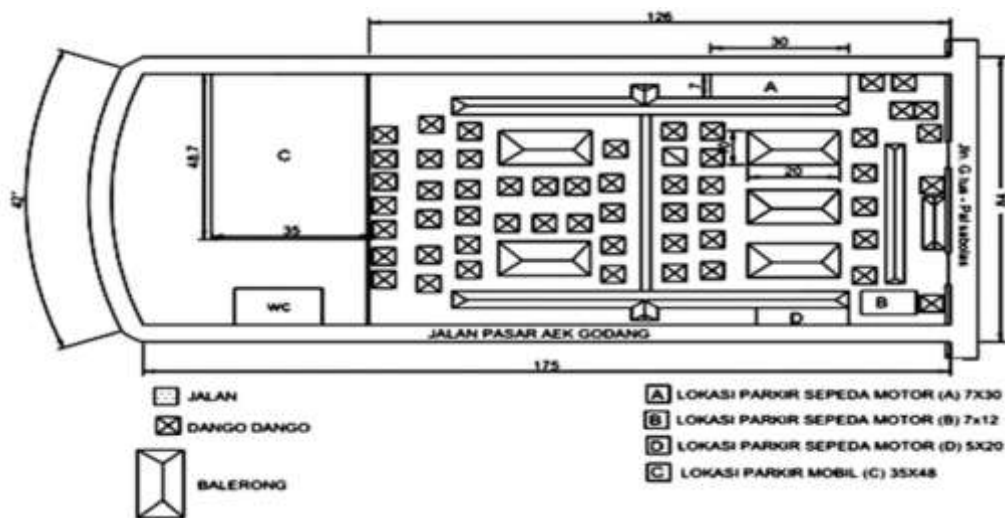 126
30
A
7
48,7
C
20
35
42°
WC
B
D
JALAN PASAR AEK GODANG
175
JALAN
DANGO DANGO
BALERONG
A LOKASI PARKIR SEPEDA MOTOR (A) 7X30
B LOKASI PARKIR SEPEDA MOTOR (B) 7x12
D LOKASI PARKIR SEPEDA MOTOR (D) 5X20
C LOKASI PARKIR MOBIL (C) 35X48